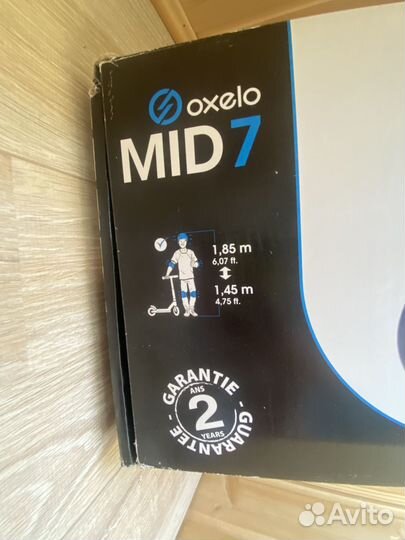 oxelo
MID 7
1,85 m
6,07 ft.
1,45 m
4,75 ft.
GARANTIE
ANS
2
YEARS
GUARANTEE
Avito